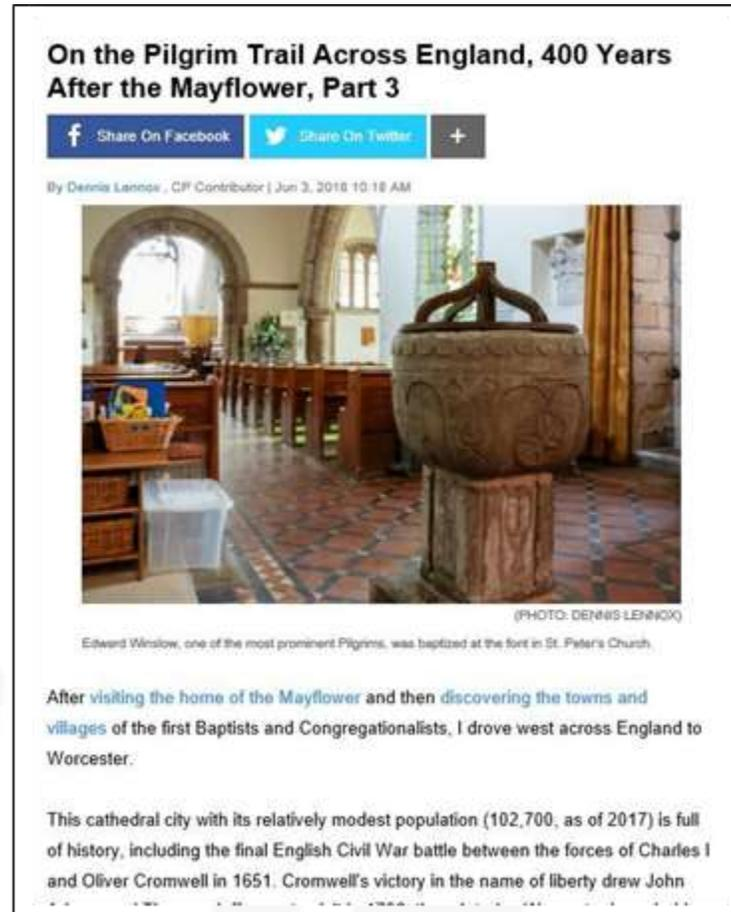 On the Pilgrim Trail Across England, 400 Years
After the Mayflower, Part 3
f Share On Facebook Share On Twitter +
By Dennis Lennox , CP Contributor | Jun 3, 2018 10:18 AM
(PHOTO: DENNIS LENNOX)
Edward Winslow, one of the most prominent Pilgrims, was baptized at the font in St. Peter's Church.
After visiting the home of the Mayflower and then discovering the towns and
villages of the first Baptists and Congregationalists, I drove west across England to
Worcester.
This cathedral city with its relatively modest population (102,700, as of 2017) is full
of history, including the final English Civil War battle between the forces of Charles I
and Oliver Cromwell in 1651. Cromwell's victory in the name of liberty drew John